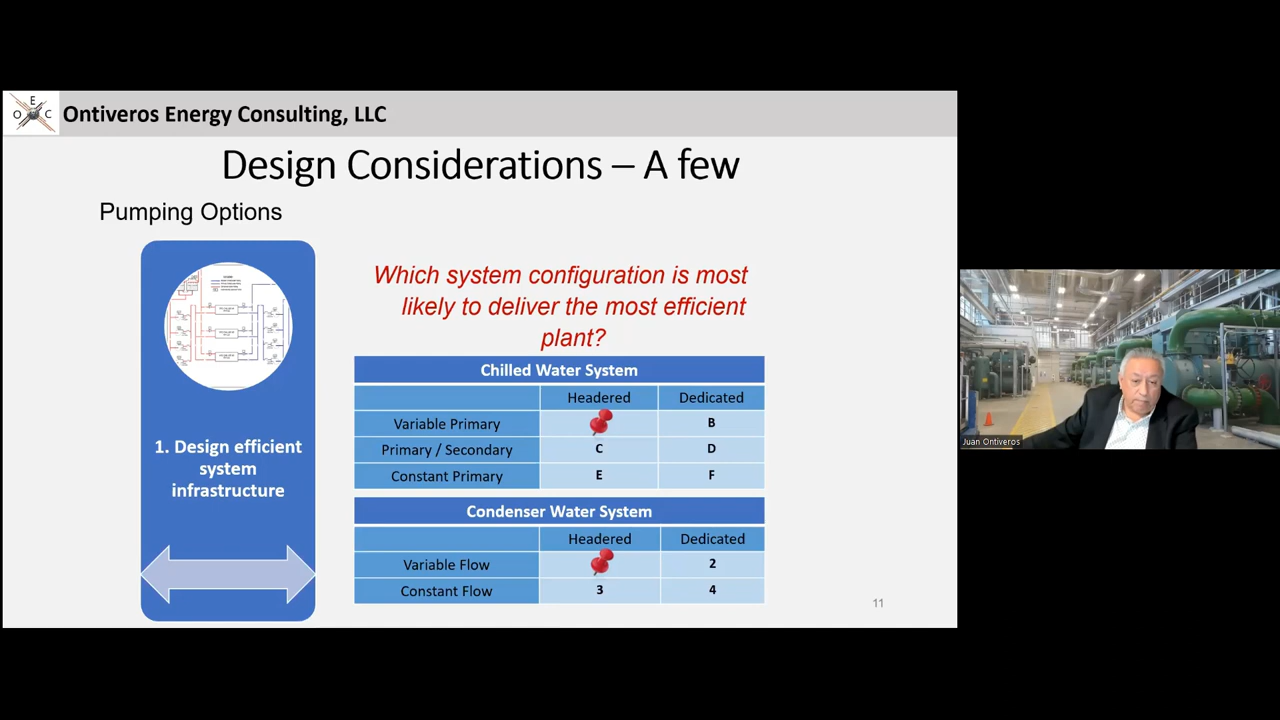 O E C
Ontiveros Energy Consulting, LLC
Design Considerations – A few
Pumping Options
Which system configuration is most
likely to deliver the most efficient
plant?
1. Design efficient
system
infrastructure
Chilled Water System
Headered Dedicated
Variable Primary B
Primary / Secondary C D
Constant Primary E F
Condenser Water System
Headered Dedicated
Variable Flow 2
Constant Flow 3 4
11
Juan Ontiveros